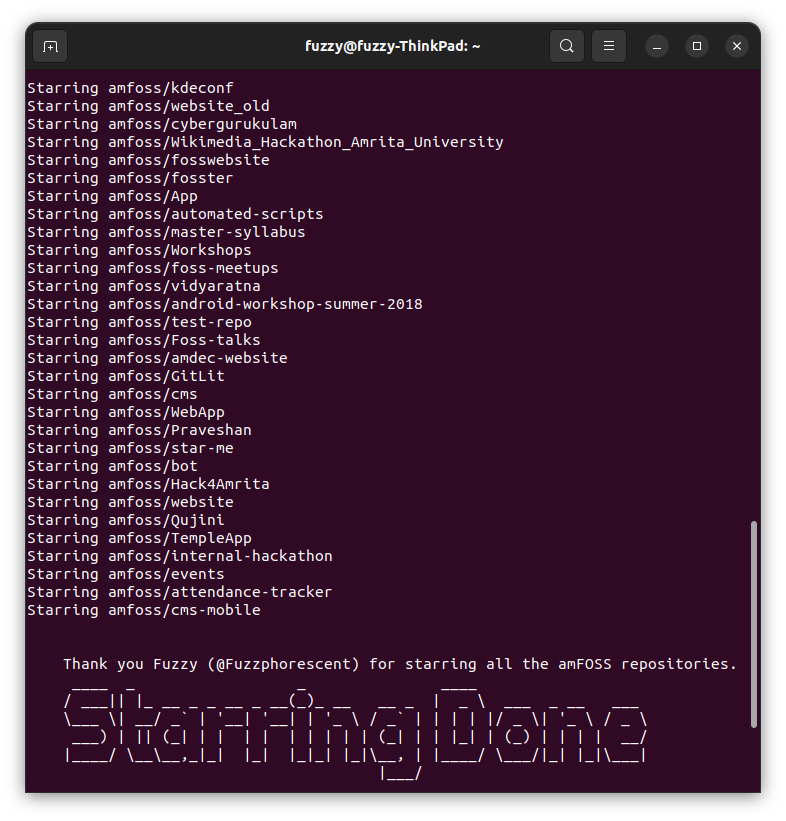 fuzzy@fuzzy-ThinkPad: ~
Starring amfoss/kdeconf
Starring amfoss/website_old
Starring amfoss/cybergurukulam
Starring amfoss/Wikimedia_Hackathon_Amrita_University
Starring amfoss/fosswebsite
Starring amfoss/fosster
Starring amfoss/App
Starring amfoss/automated-scripts
Starring amfoss/master-syllabus
Starring amfoss/Workshops
Starring amfoss/foss-meetups
Starring amfoss/vidyaratna
Starring amfoss/android-workshop-summer-2018
Starring amfoss/test-repo
Starring amfoss/Foss-talks
Starring amfoss/amdec-website
Starring amfoss/GitLit
Starring amfoss/cms
Starring amfoss/WebApp
Starring amfoss/Praveshan
Starring amfoss/star-me
Starring amfoss/bot
Starring amfoss/Hack4Amrita
Starring amfoss/website
Starring amfoss/Qujini
Starring amfoss/TempleApp
Starring amfoss/internal-hackathon
Starring amfoss/events
Starring amfoss/attendance-tracker
Starring amfoss/cms-mobile
Thank you Fuzzy (@Fuzzphorescent) for starring all the amFOSS repositories.
Starring Done